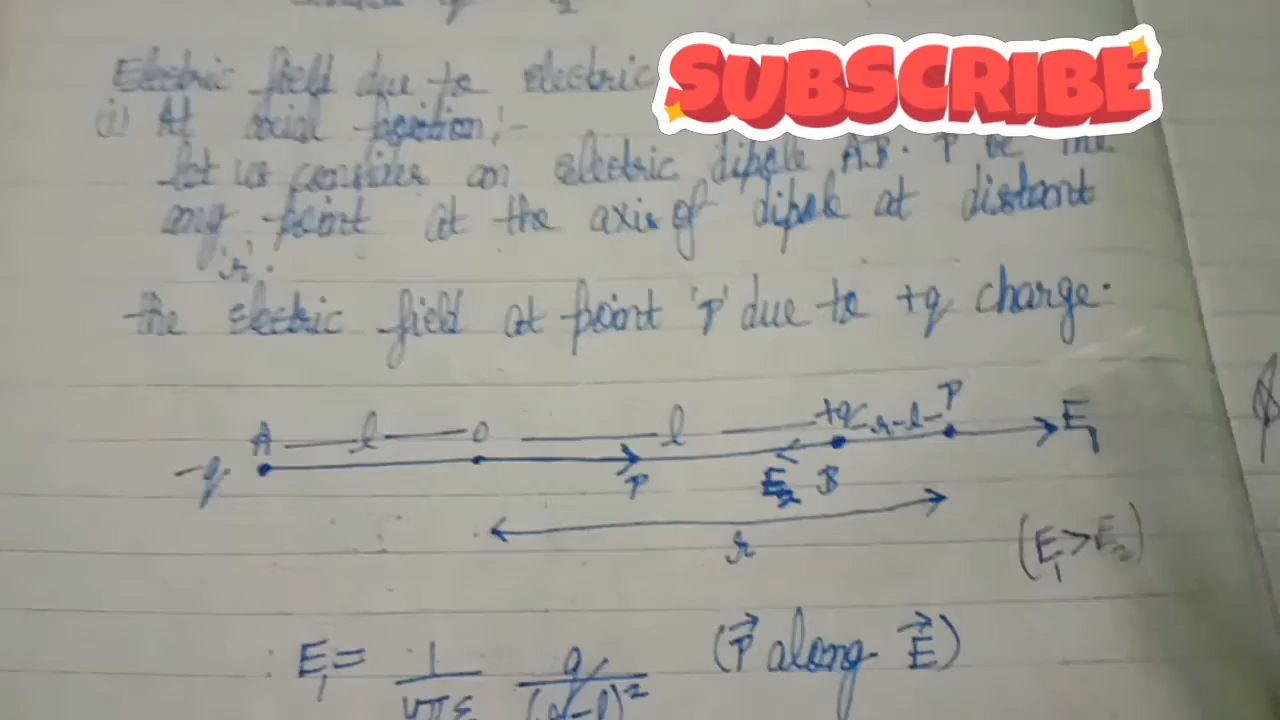 Electric field due to electric
SUBSCRIBE
(i) At axial position:-
Let us consider an electric dipole AB. P be the
any point at the axis of dipole at distant
'r'.
the electric field at point 'P' due to +q charge.
A l O l +q r-l P E₁
-q P E₂ B
r
(E₁>E₂)
E₁ = 1/4πε q/(r-l)² (P⃗ along E⃗)